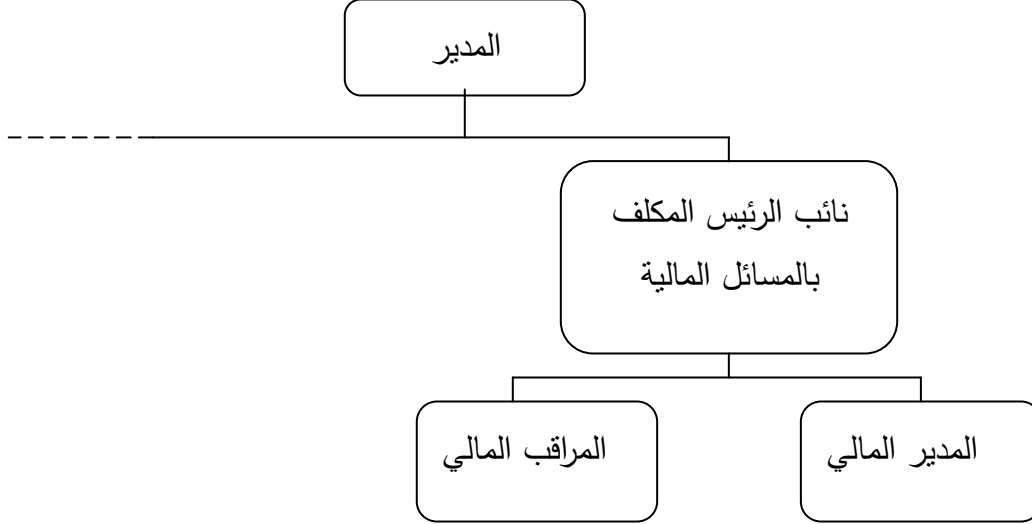 المدير
نائب الرئيس المكلف
بالمسائل المالية
المدير المالي
المراقب المالي